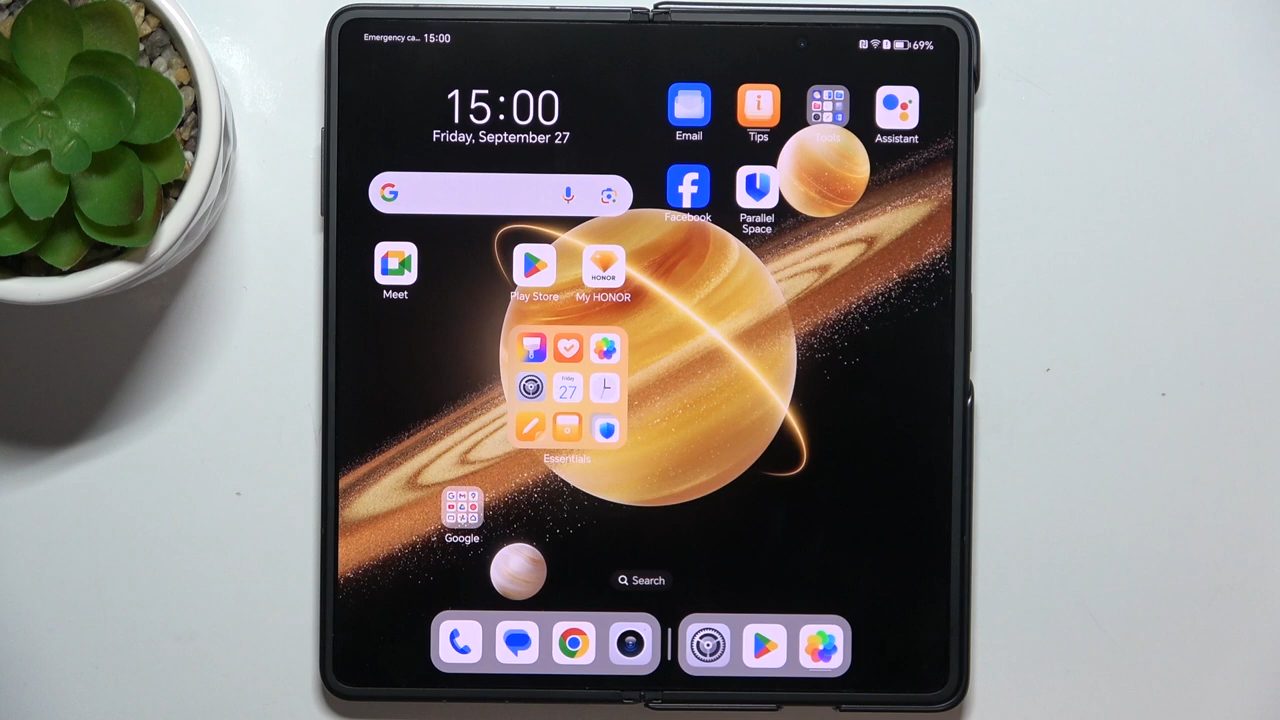 Emergency ca... 15:00
69%
15:00
Friday, September 27
Email
Tips
Tools
Assistant
Facebook
Parallel
Space
Meet
Play Store
HONOR
My HONOR
Friday
27
Essentials
Google
Search